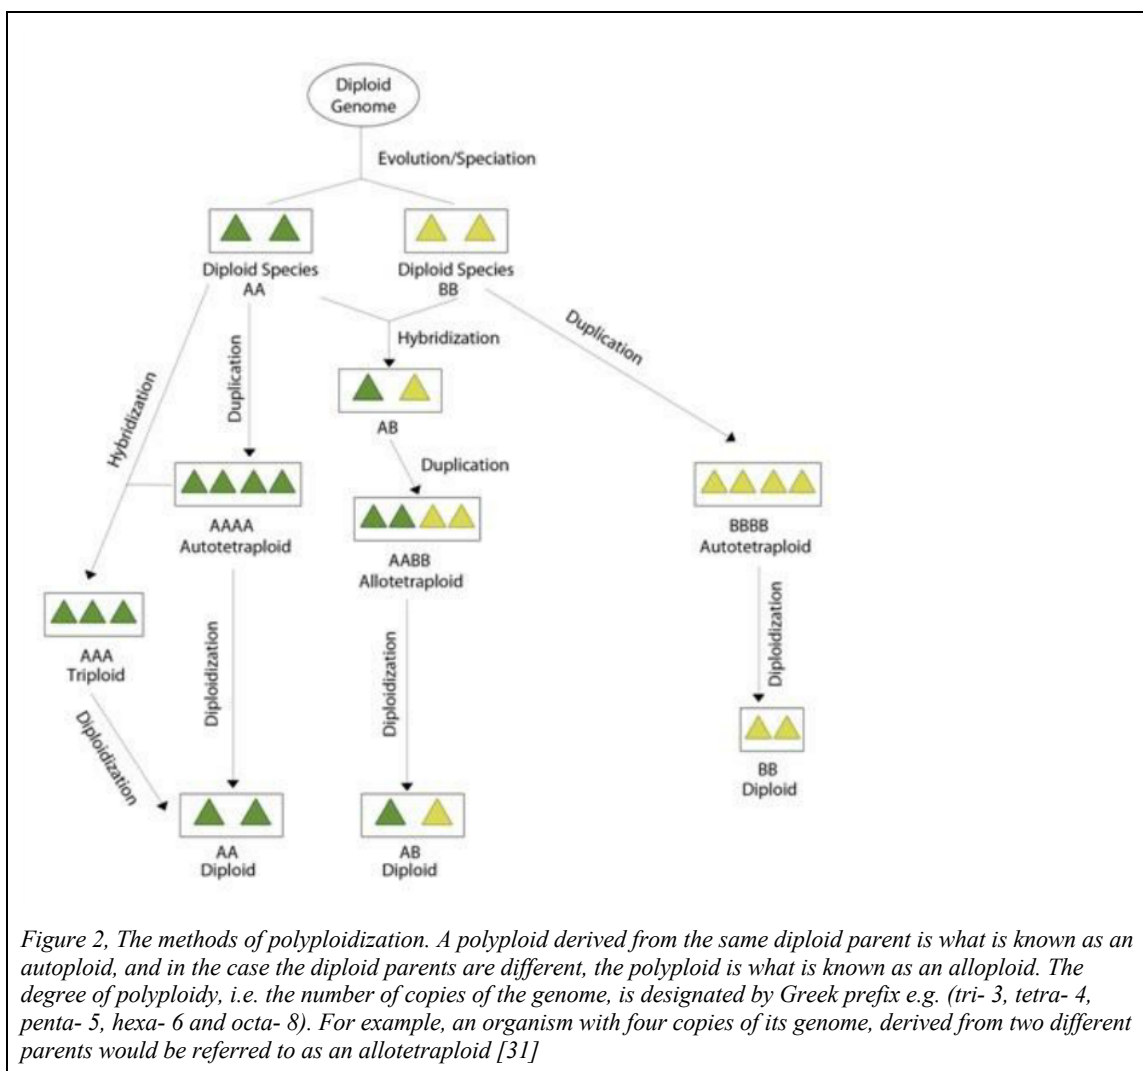 Diploid
Genome
Evolution/Speciation
Diploid Species
AA
Diploid Species
BB
Hybridization
Duplication
Hybridization
Duplication
AB
Duplication
AAAA
Autotetraploid
AABB
Allotetraploid
BBBB
Autotetraploid
AAA
Triploid
Diploidization
Diploidization
Diploidization
Diploidization
AA
Diploid
AB
Diploid
BB
Diploid
Figure 2, The methods of polyploidization. A polyploid derived from the same diploid parent is what is known as an
autoploid, and in the case the diploid parents are different, the polyploid is what is known as an alloploid. The
degree of polyploidy, i.e. the number of copies of the genome, is designated by Greek prefix e.g. (tri- 3, tetra- 4,
penta- 5, hexa- 6 and octa- 8). For example, an organism with four copies of its genome, derived from two different
parents would be referred to as an allotetraploid [31]